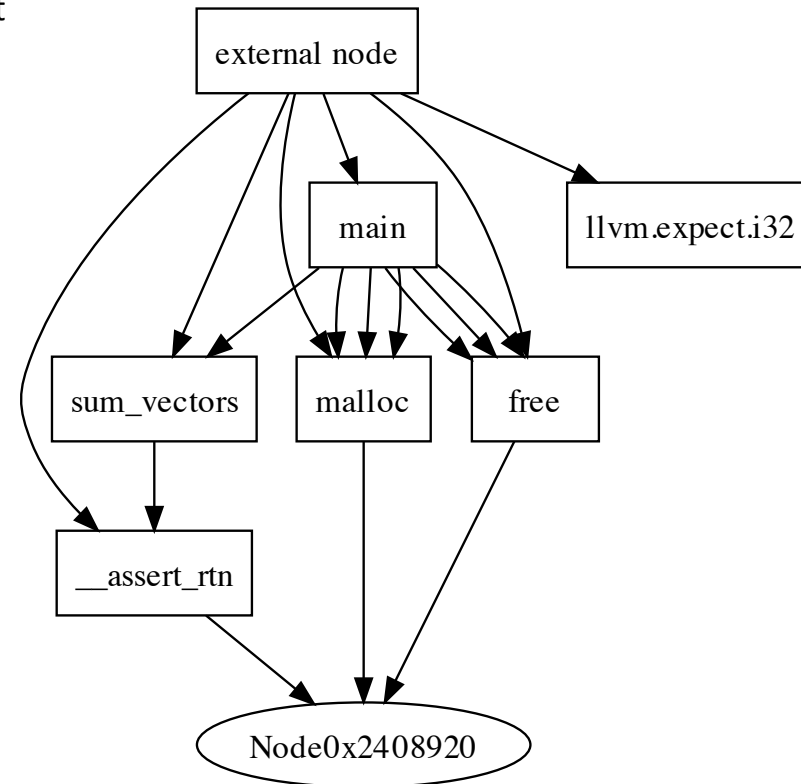 t
external node
main
llvm.expect.i32
sum_vectors
malloc
free
__assert_rtn
Node0x2408920